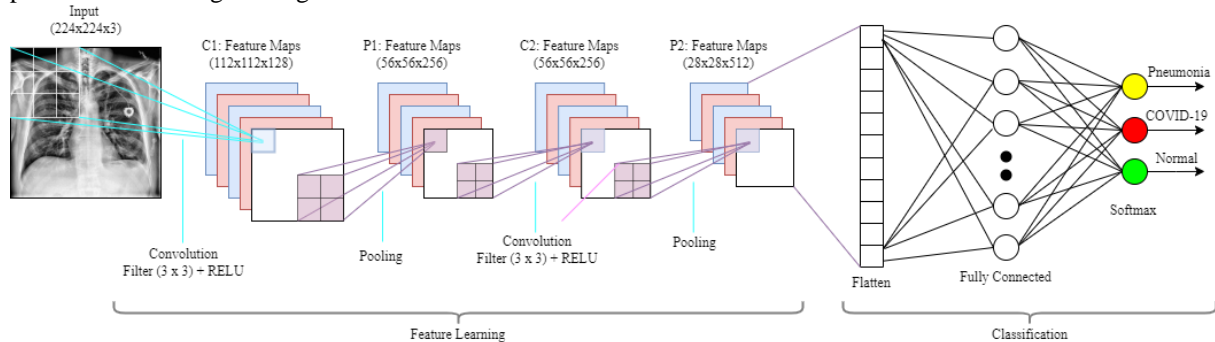 Input
(224x224x3)
C1: Feature Maps
(112x112x128)
P1: Feature Maps
(56x56x256)
C2: Feature Maps
(56x56x256)
P2: Feature Maps
(28x28x512)
Pneumonia
COVID-19
Normal
Softmax
Convolution
Filter (3 x 3) + RELU
Pooling
Convolution
Filter (3 x 3) + RELU
Pooling
Flatten
Fully Connected
Feature Learning
Classification